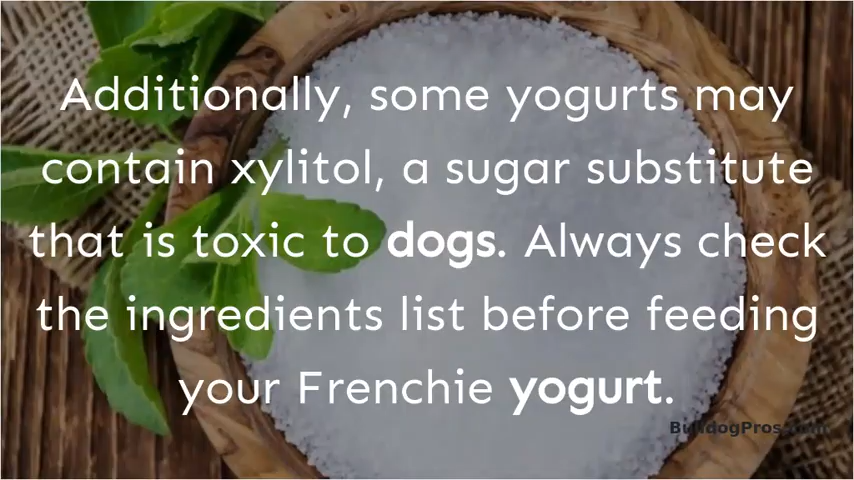 Additionally, some yogurts may
contain xylitol, a sugar substitute
that is toxic to dogs. Always check
the ingredients list before feeding
your Frenchie yogurt.
BulldogPros.com